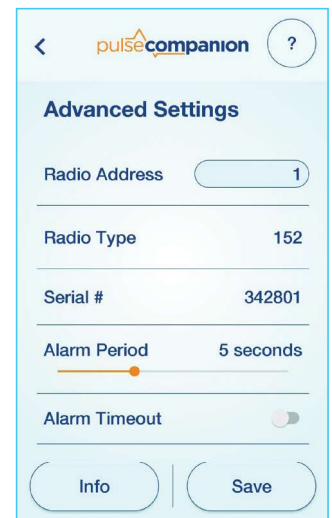 pulsecompanion ?
Advanced Settings
Radio Address 1
Radio Type 152
Serial # 342801
Alarm Period 5 seconds
Alarm Timeout
Info Save